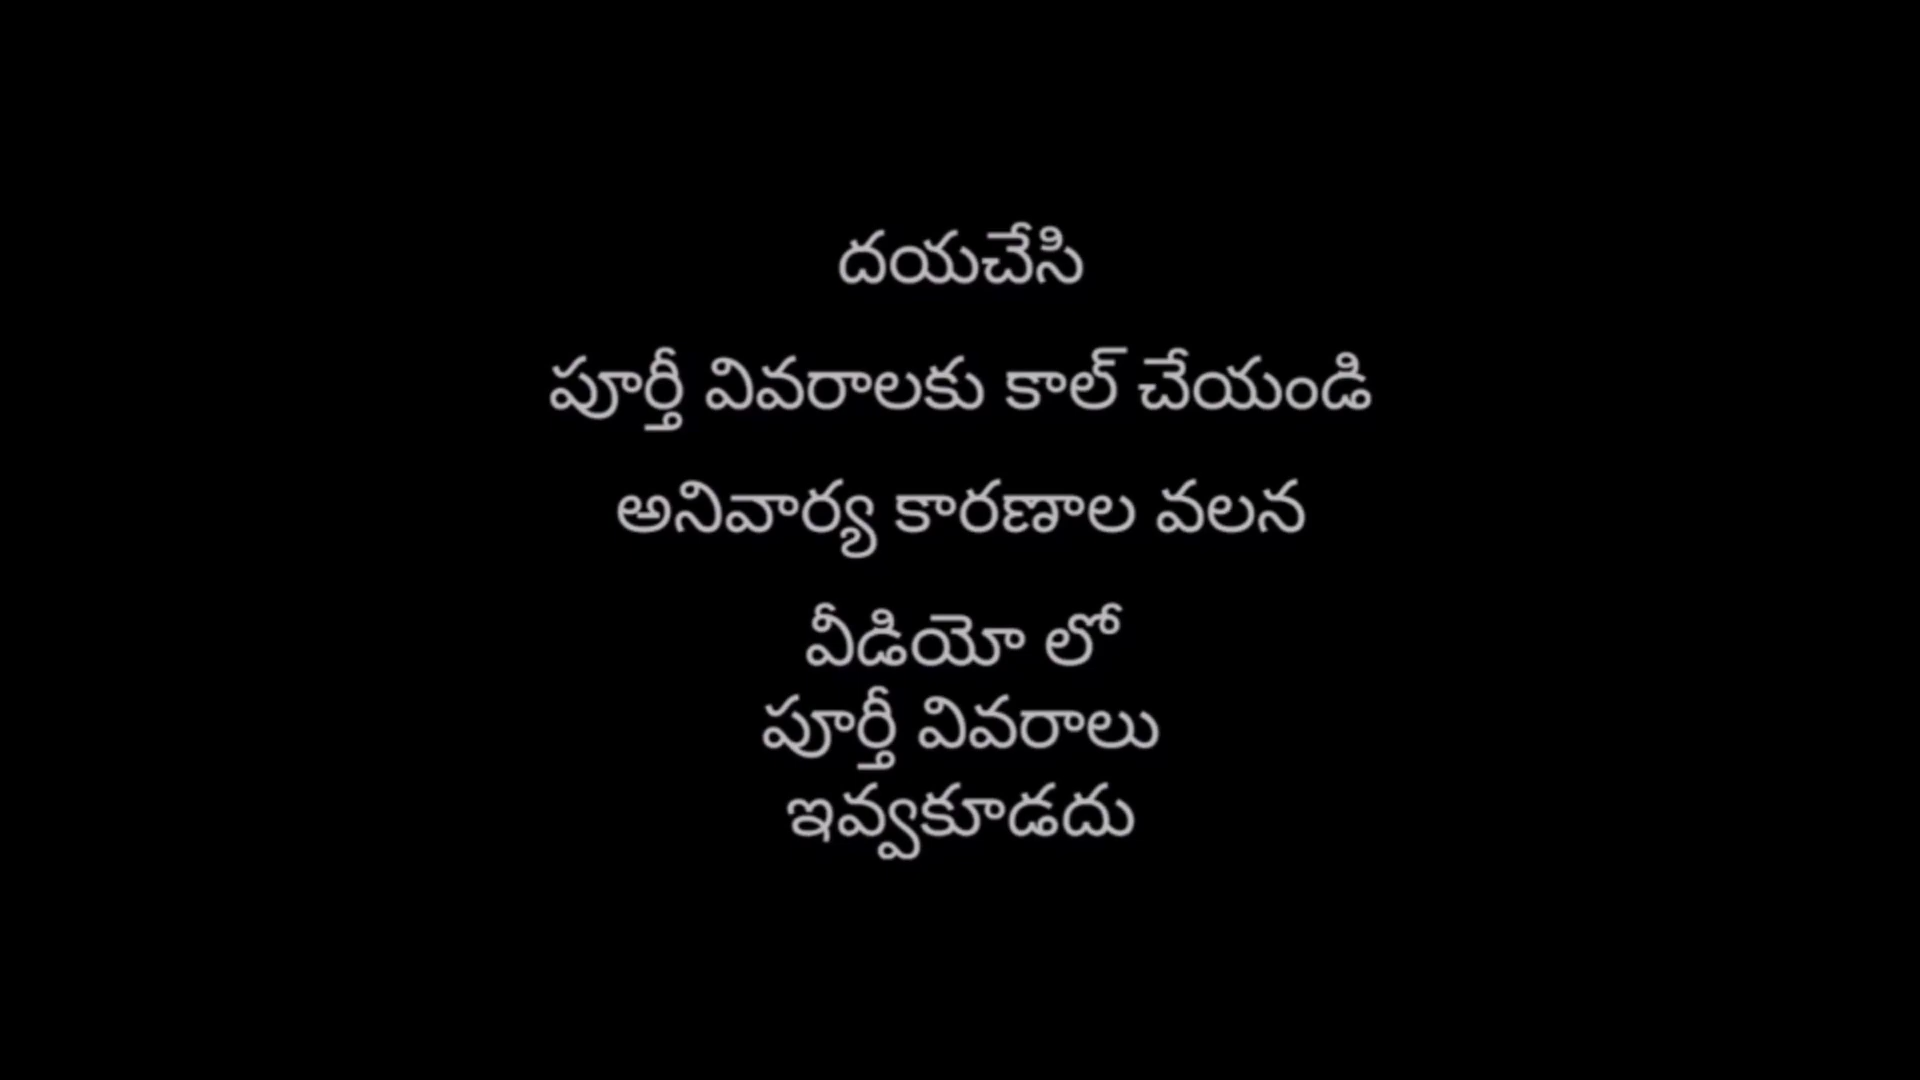 దయచేసి
పూర్తీ వివరాలకు కాల్ చేయండి
అనివార్య కారణాల వలన
వీడియో లో
పూర్తీ వివరాలు
ఇవ్వకూడదు